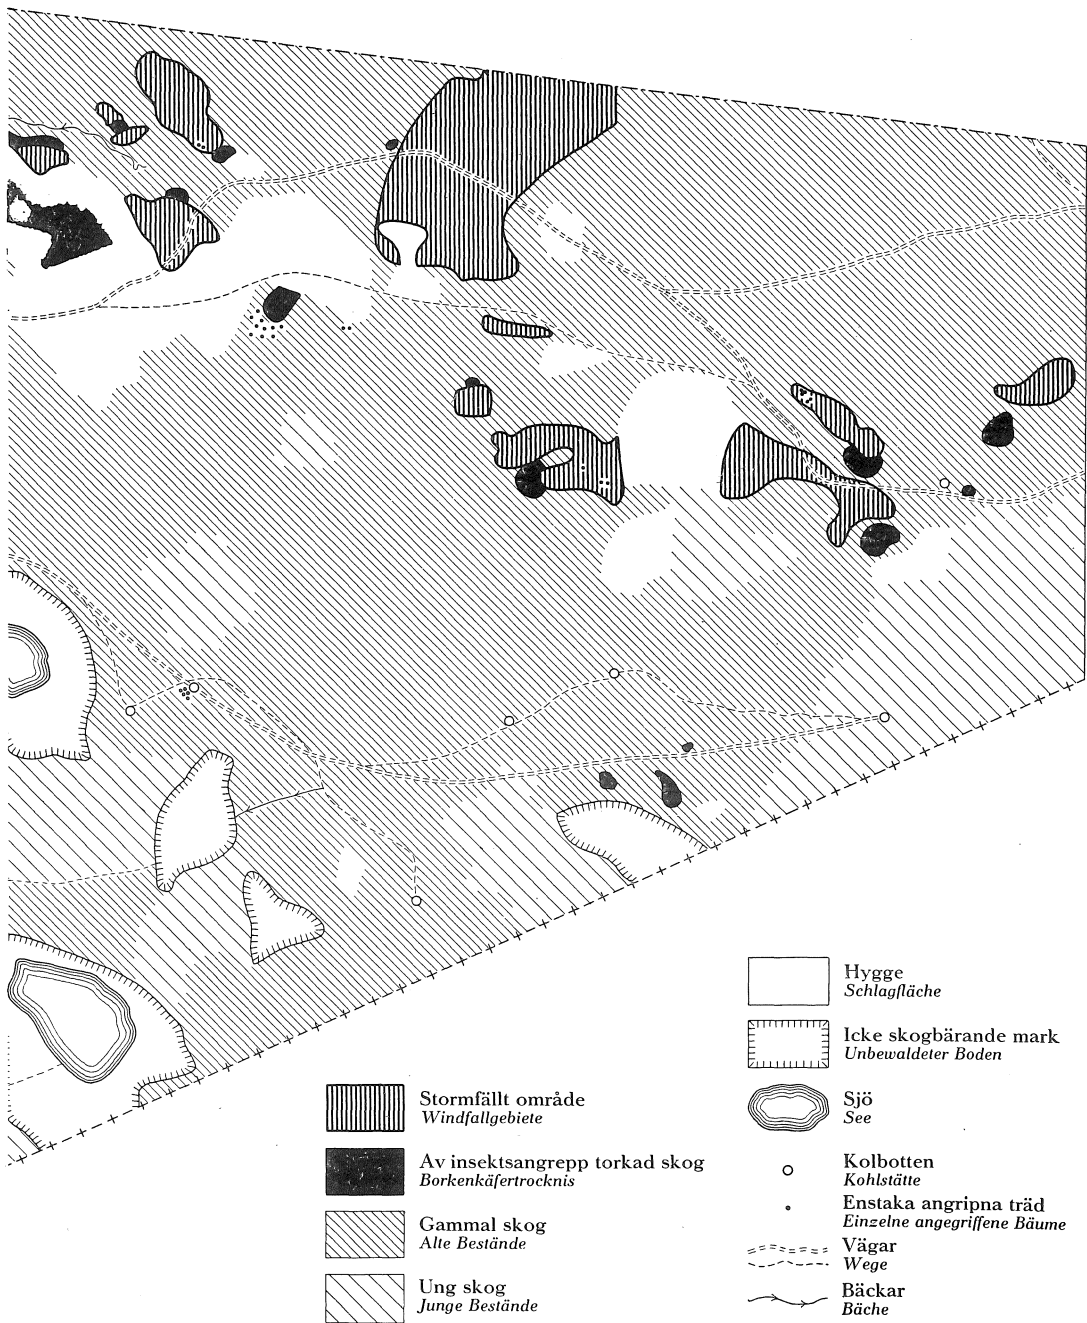 Hygge
Schlagfläche
Icke skogbärande mark
Unbewaldeter Boden
Stormfällt område
Windfallgebiete
Sjö
See
Av insektsangrepp torkad skog
Borkenkäfertrocknis
Kolbotten
Kohlstätte
Enstaka angripna träd
Einzelne angegriffene Bäume
Gammal skog
Alte Bestände
Vägar
Wege
Ung skog
Junge Bestände
Bäckar
Bäche